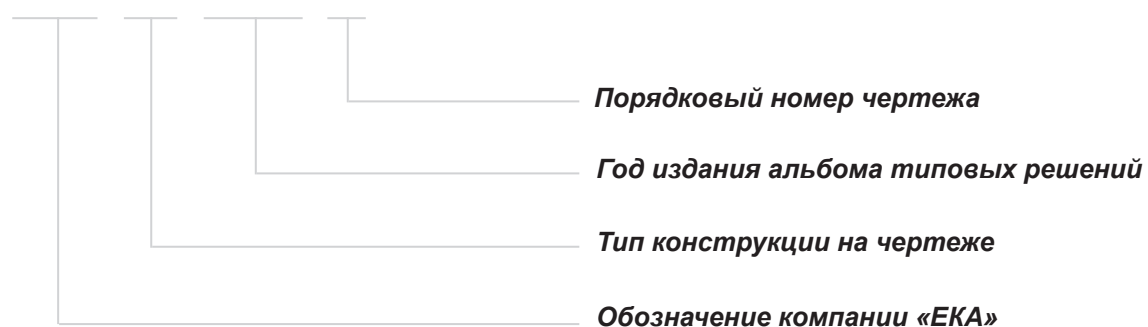 Порядковый номер чертежа
Год издания альбома типовых решений
Тип конструкции на чертеже
Обозначение компании «ЕКА»